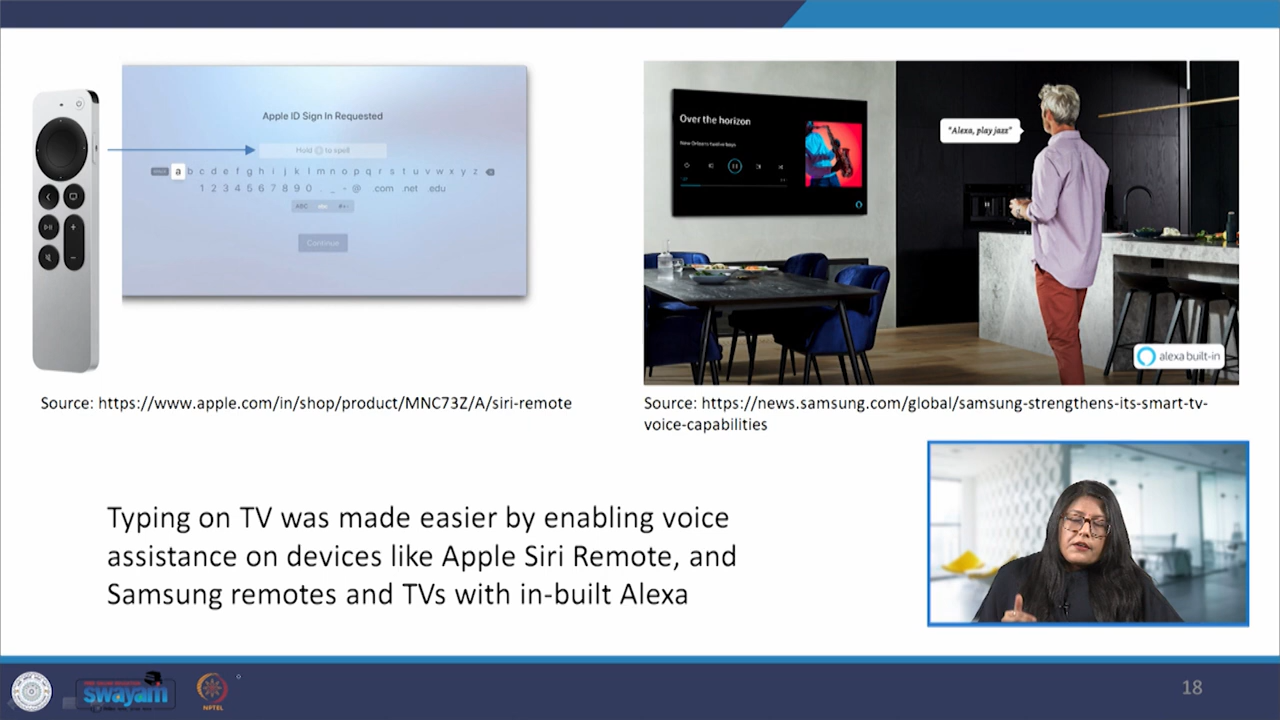 Apple ID Sign In Requested
Hold to spell
a b c d e f g h i j k l m n o p q r s t u v w x y z
1 2 3 4 5 6 7 8 9 0 . _ - @ .com .net .edu
ABC abc #+-
Continue
Source: https://www.apple.com/in/shop/product/MNC73Z/A/siri-remote
Over the horizon
"Alexa, play jazz"
alexa built-in
Source: https://news.samsung.com/global/samsung-strengthens-its-smart-tv-
voice-capabilities
Typing on TV was made easier by enabling voice
assistance on devices like Apple Siri Remote, and
Samsung remotes and TVs with in-built Alexa
swayam
NPTEL
18